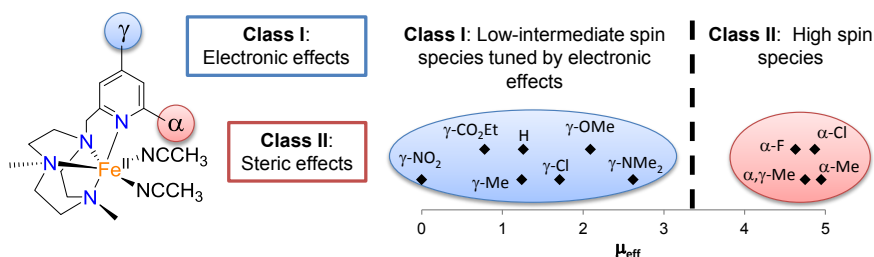 γ
α
N
N
N
N
Fe
II
NCCH3
NCCH3
Class I:
Electronic effects
Class II:
Steric effects
Class I: Low-intermediate spin
species tuned by electronic
effects
Class II: High spin
species
γ-CO2Et
H
γ-OMe
γ-NO2
γ-Me
γ-Cl
γ-NMe2
α-F
α-Cl
α,γ-Me
α-Me
0
1
2
3
4
5
μeff